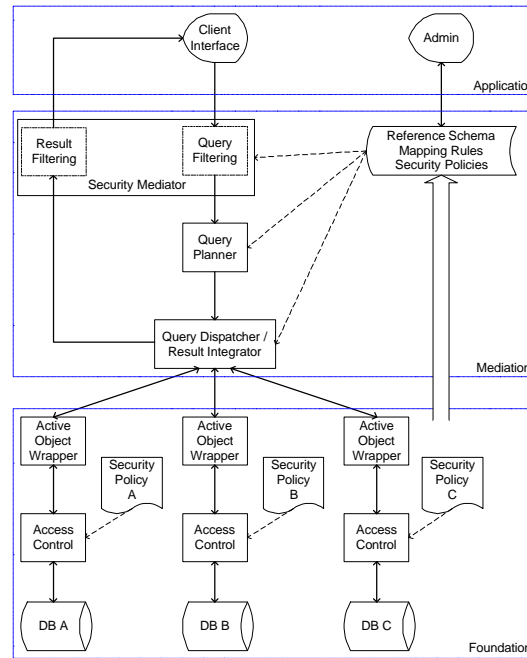 Client
Interface
Admin
Application
Result
Filtering
Query
Filtering
Reference Schema
Mapping Rules
Security Policies
Security Mediator
Query
Planner
Query Dispatcher /
Result Integrator
Mediation
Active
Object
Wrapper
Active
Object
Wrapper
Active
Object
Wrapper
Security
Policy
A
Security
Policy
B
Security
Policy
C
Access
Control
Access
Control
Access
Control
DB A
DB B
DB C
Foundation